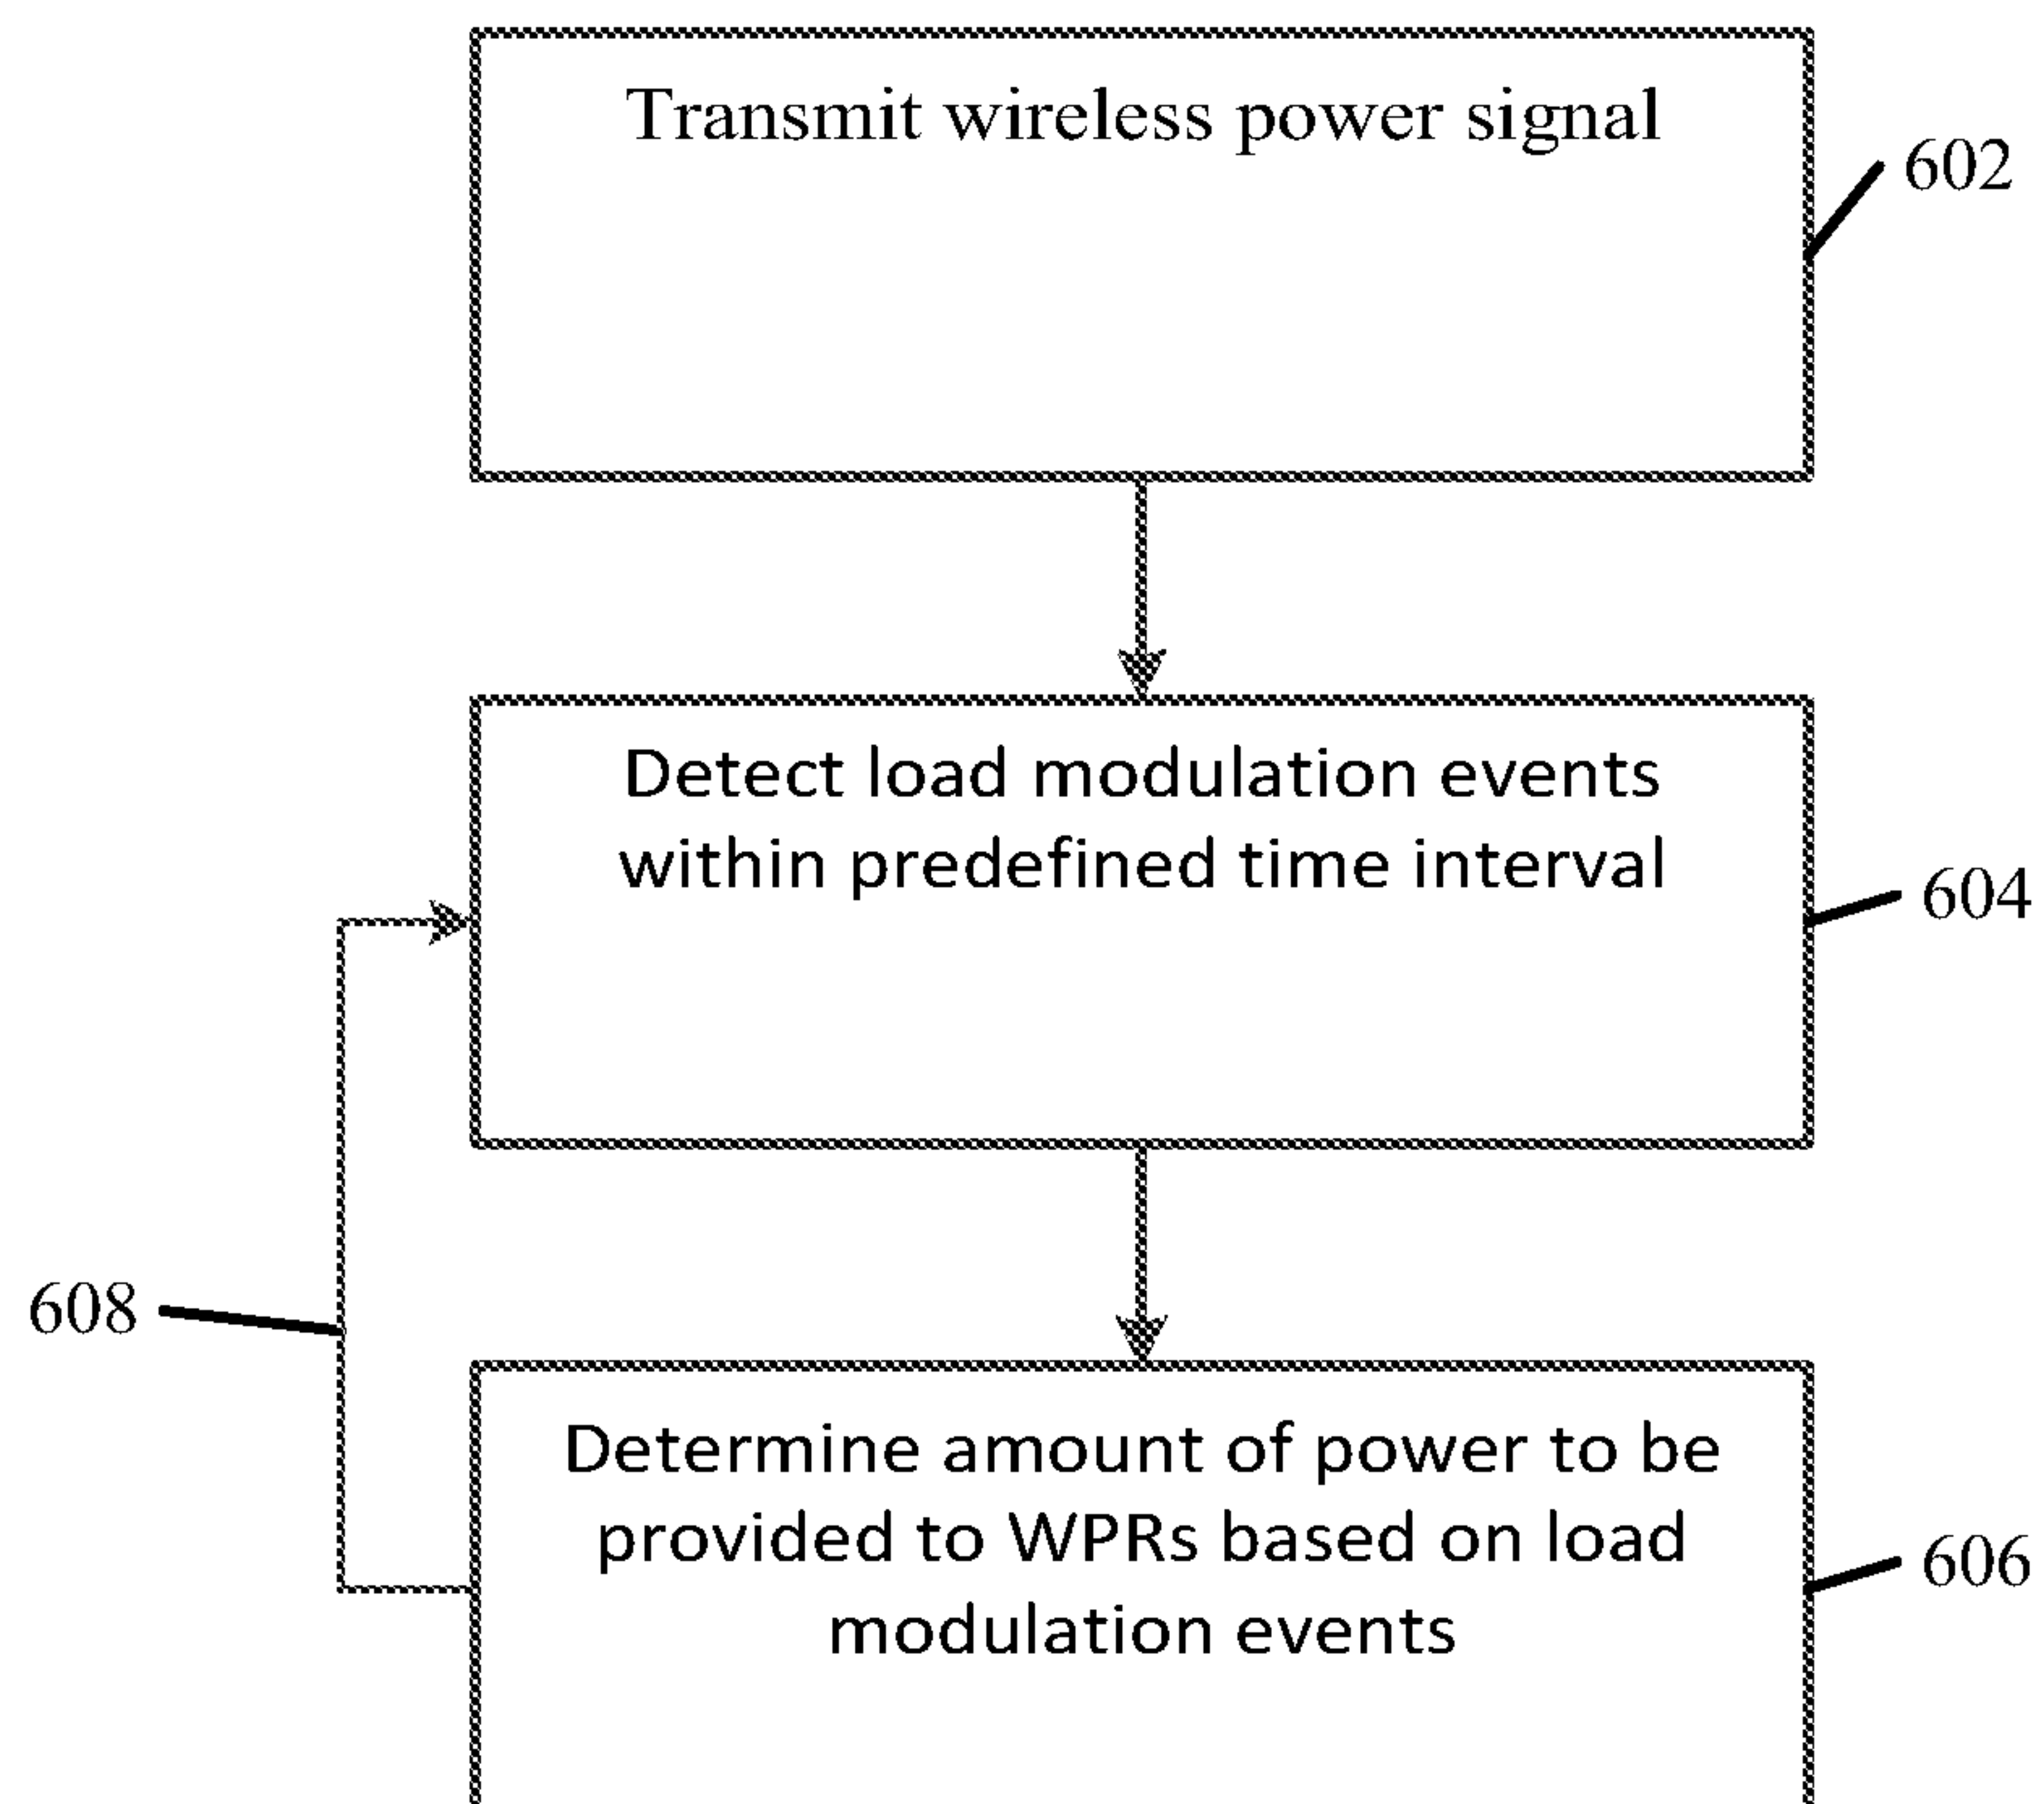 Transmit wireless power signal
602
Detect load modulation events
within predefined time interval
604
608
Determine amount of power to be
provided to WPRs based on load
modulation events
606